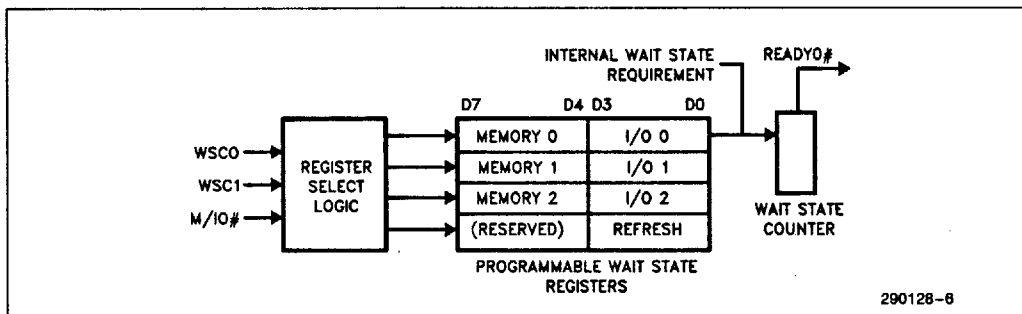 INTERNAL WAIT STATE
REQUIREMENT
READYO#
D7 D4 D3 D0
WSC0
WSC1
M/IO#
REGISTER
SELECT
LOGIC
MEMORY 0 I/O 0
MEMORY 1 I/O 1
MEMORY 2 I/O 2
(RESERVED) REFRESH
WAIT STATE
COUNTER
PROGRAMMABLE WAIT STATE
REGISTERS
290128-6